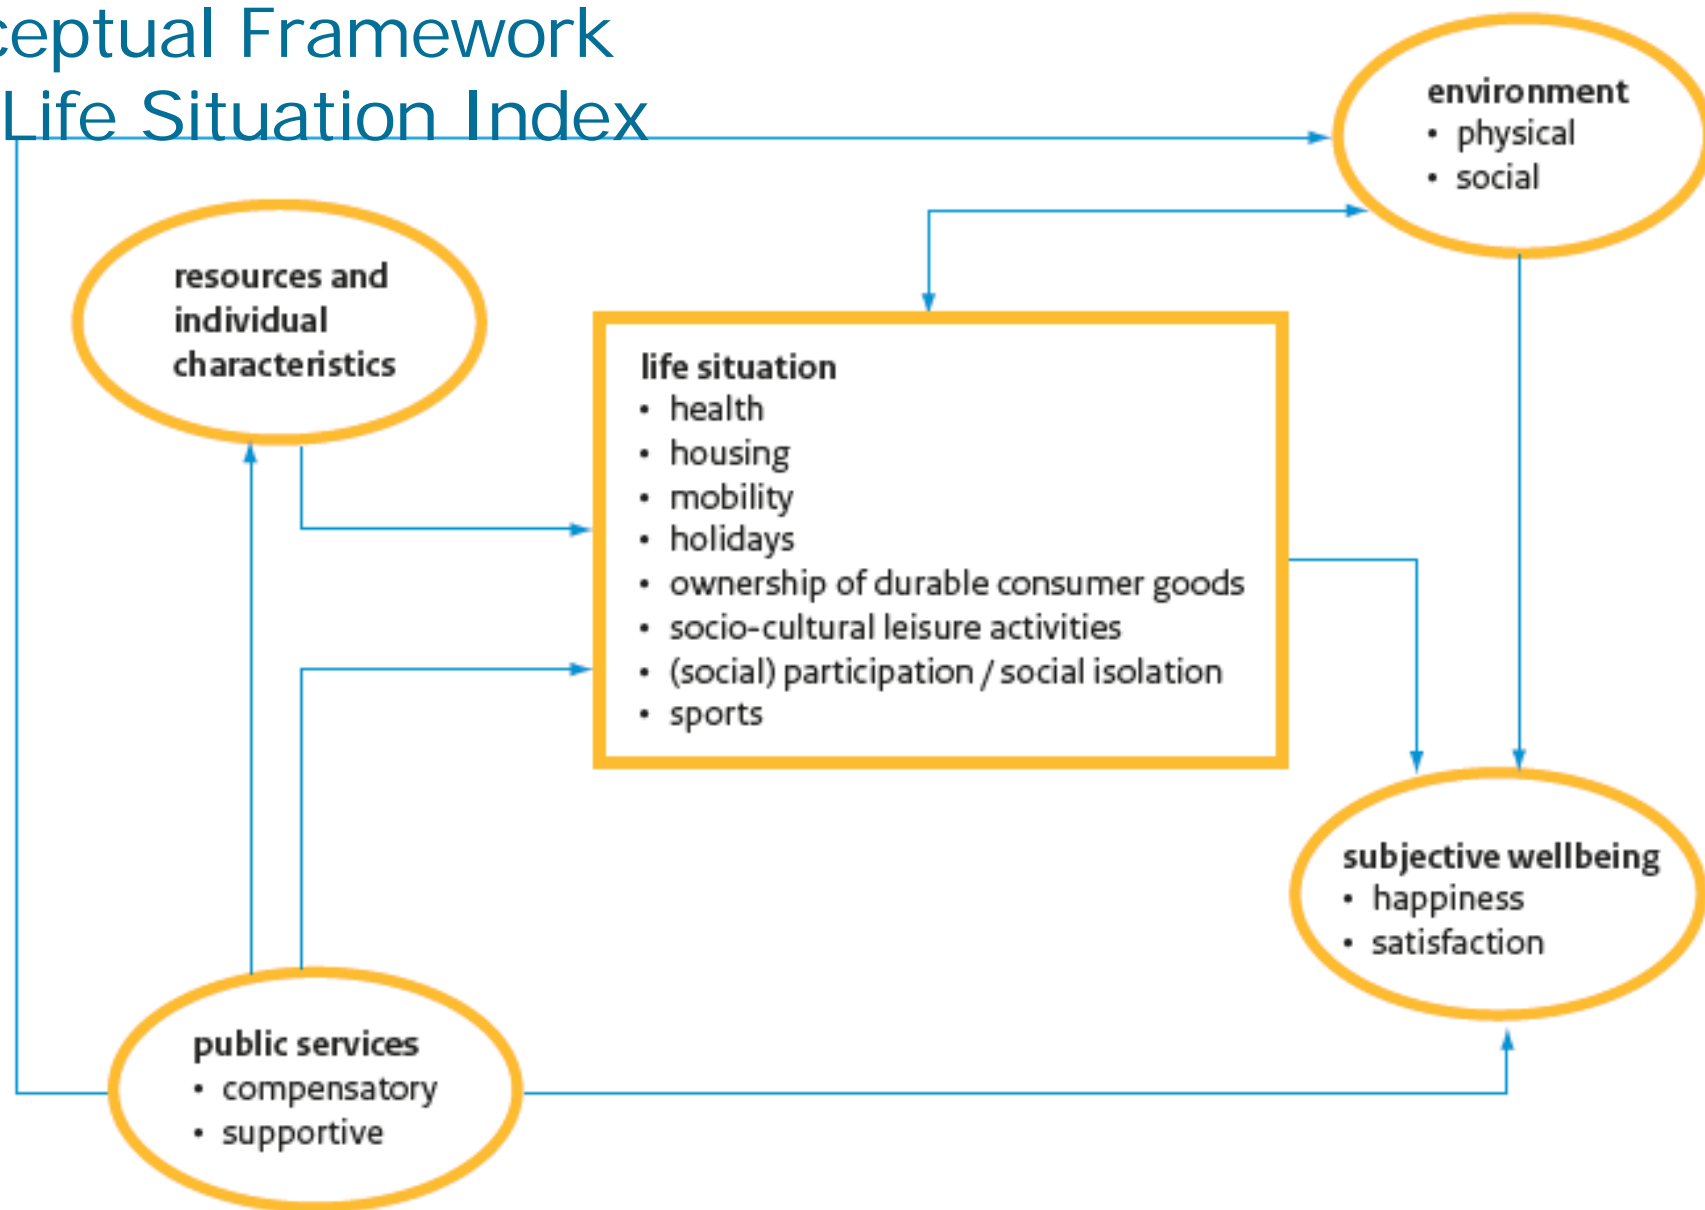 ceptual Framework
Life Situation Index
environment
• physical
• social
resources and
individual
characteristics
life situation
• health
• housing
• mobility
• holidays
• ownership of durable consumer goods
• socio-cultural leisure activities
• (social) participation / social isolation
• sports
subjective wellbeing
• happiness
• satisfaction
public services
• compensatory
• supportive